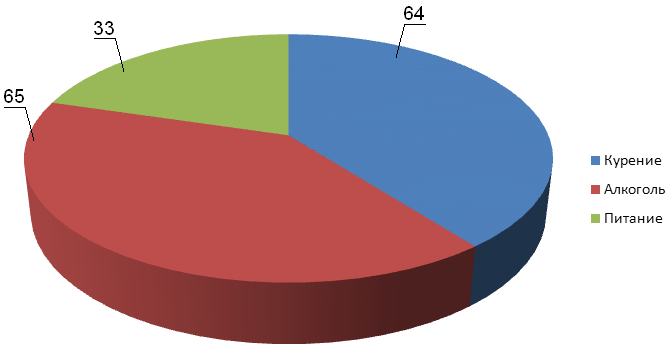 64
33
65
Курение
Алкоголь
Питание